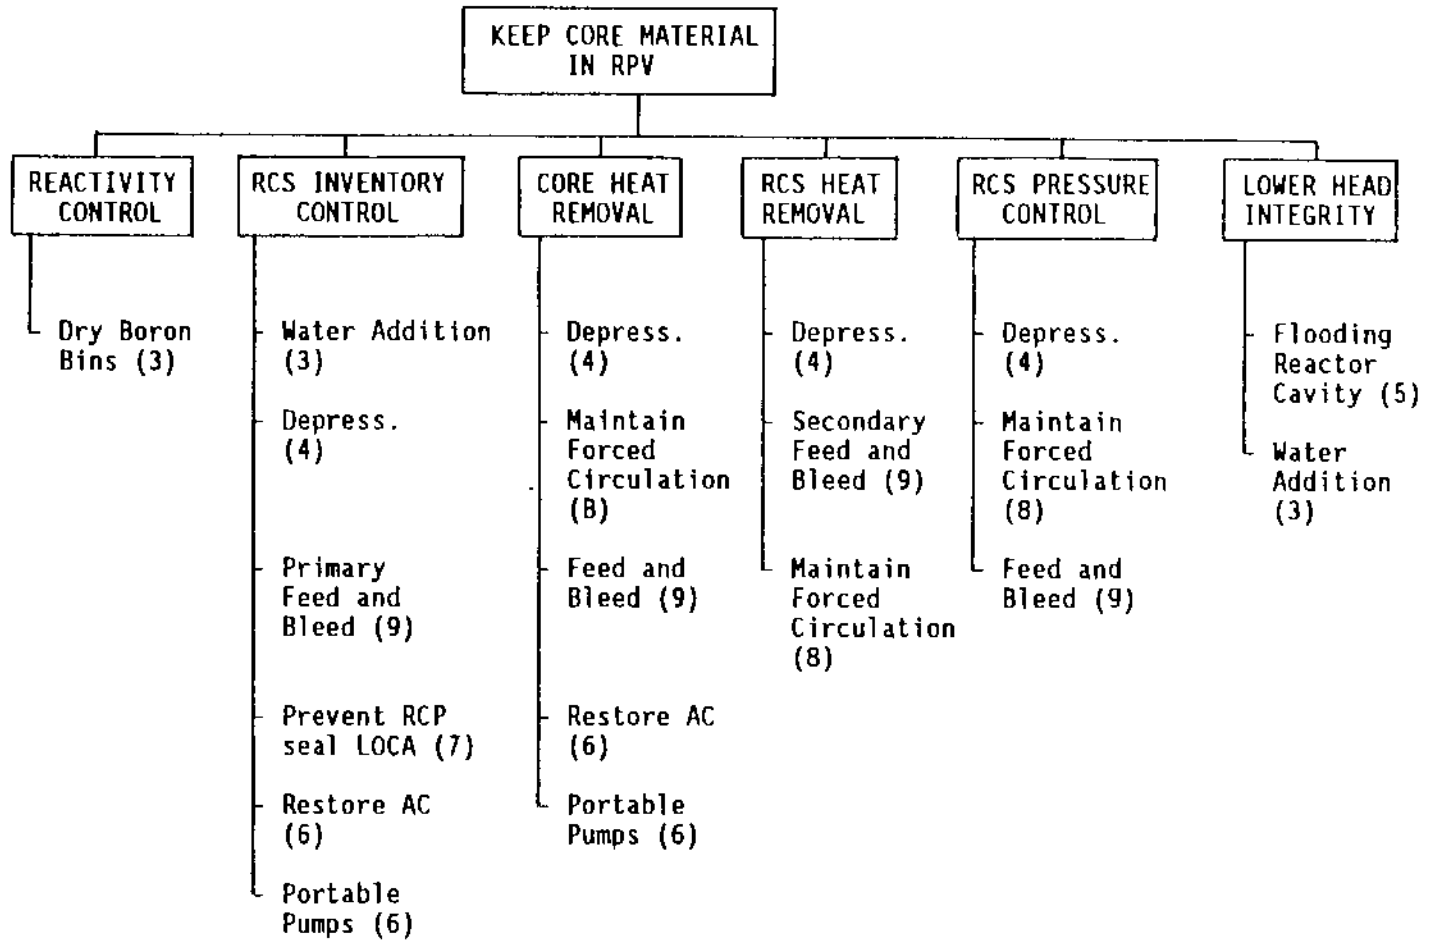 KEEP CORE MATERIAL
IN RPV
REACTIVITY
CONTROL
RCS INVENTORY
CONTROL
CORE HEAT
REMOVAL
RCS HEAT
REMOVAL
RCS PRESSURE
CONTROL
LOWER HEAD
INTEGRITY
Dry Boron
Bins (3)
Water Addition
(3)
Depress.
(4)
Primary
Feed and
Bleed (9)
Prevent RCP
seal LOCA (7)
Restore AC
(6)
Portable
Pumps (6)
Depress.
(4)
Maintain
Forced
Circulation
(8)
Feed and
Bleed (9)
Restore AC
(6)
Portable
Pumps (6)
Depress.
(4)
Secondary
Feed and
Bleed (9)
Maintain
Forced
Circulation
(8)
Depress.
(4)
Maintain
Forced
Circulation
(8)
Feed and
Bleed (9)
Flooding
Reactor
Cavity (5)
Water
Addition
(3)